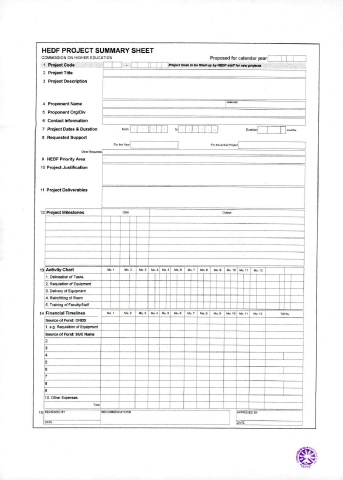 HEDF PROJECT SUMMARY SHEET
COMMISSION ON HIGHER EDUCATION Proposed for calendar year
1 Project Code - Project Code to be filled up by HEDF staff for new projects
2 Project Title
3 Project Description
4 Proponent Name
5 Proponent Org/Div
6 Contact Information
7 Project Dates & Duration from to Duration months
8 Requested Support
For the Year For the entire Project
Other Requests
9 HEDF Priority Area
10 Project Justification
11 Project Deliverables
12 Project Milestones Date Output
13 Activity Chart Mo. 1 Mo. 2 Mo. 3 Mo. 4 Mo. 5 Mo. 6 Mo. 7 Mo. 8 Mo. 9 Mo. 10 Mo. 11 Mo. 12
1. Delineation of Tasks
2. Requisition of Equipment
3. Delivery of Equipment
4. Retrofitting of Room
5. Training of Faculty/Staff
14 Financial Timelines Mo. 1 Mo. 2 Mo. 3 Mo. 4 Mo. 5 Mo. 6 Mo. 7 Mo. 8 Mo. 9 Mo. 10 Mo. 11 Mo. 12 TOTAL
Source of Fund: CHED
1. e.g. Requisition of Equipment
Source of Fund: SUC Name
2
3
4
5
6
7
8
9
10. Other Expenses
Total
15 REVIEWED BY RECOMMENDATIONS APPROVED BY
DATE DATE